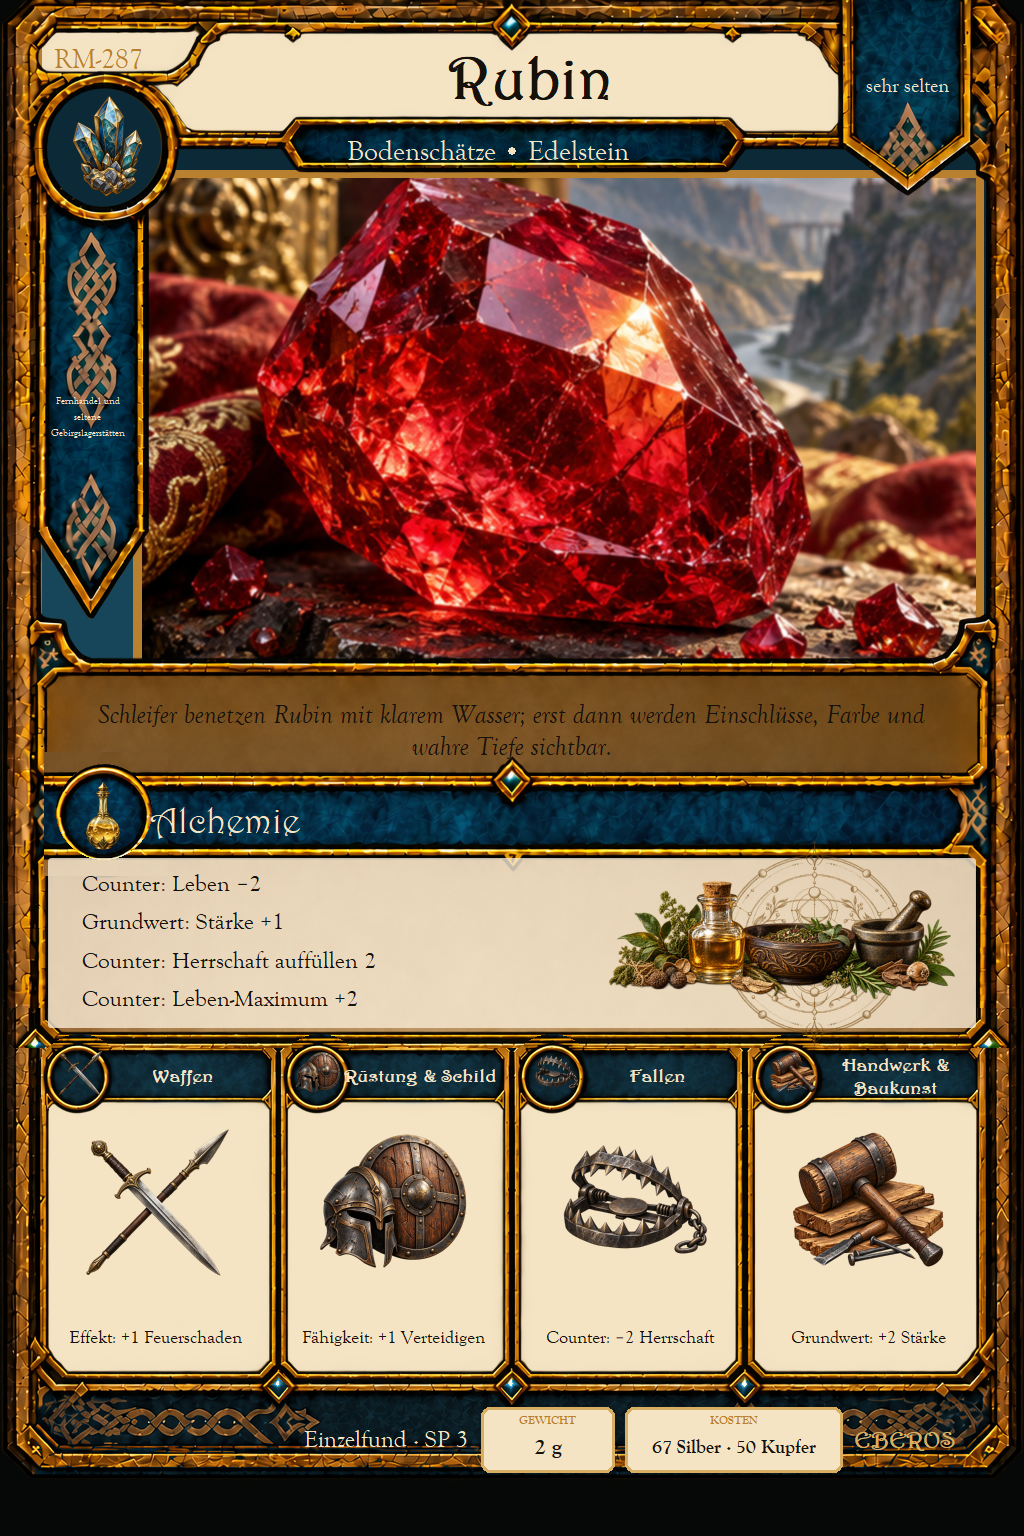 RM-287
Rubin
sehr selten
Bodenschätze • Edelstein
Fernhandel und
seltene
Gebirgslagerstätten
Schleifer benetzen Rubin mit klarem Wasser; erst dann werden Einschlüsse, Farbe und
wahre Tiefe sichtbar.
Alchemie
Counter: Leben −2
Grundwert: Stärke +1
Counter: Herrschaft auffüllen 2
Counter: Leben-Maximum +2
Waffen
Rüstung & Schild
Fallen
Handwerk &
Baukunst
Effekt: +1 Feuerschaden
Fähigkeit: +1 Verteidigen
Counter: −2 Herrschaft
Grundwert: +2 Stärke
Einzelfund · SP 3
GEWICHT
2 g
KOSTEN
67 Silber · 50 Kupfer
EBEROS